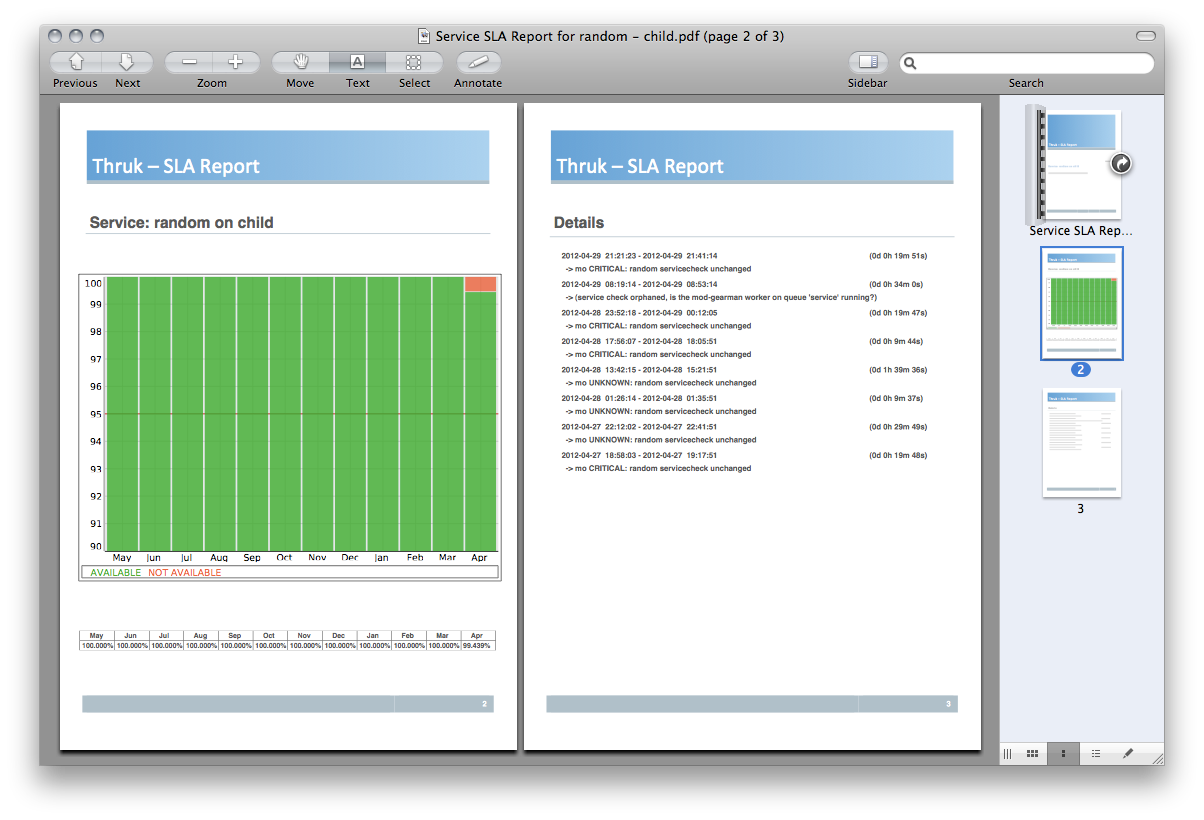 Service SLA Report for random – child.pdf (page 2 of 3)
Previous Next Zoom Move Text Select Annotate Sidebar Search
Thruk – SLA Report
Service: random on child
100
99
98
97
96
95
94
93
92
91
90
May Jun Jul Aug Sep Oct Nov Dec Jan Feb Mar Apr
AVAILABLE NOT AVAILABLE
May Jun Jul Aug Sep Oct Nov Dec Jan Feb Mar Apr
100.000% 100.000% 100.000% 100.000% 100.000% 100.000% 100.000% 100.000% 100.000% 100.000% 100.000% 99.439%
2
Thruk – SLA Report
Details
2012-04-29 21:21:23 - 2012-04-29 21:41:14 (0d 0h 19m 51s)
-> mo CRITICAL: random servicecheck unchanged
2012-04-29 08:19:14 - 2012-04-29 08:53:14 (0d 0h 34m 0s)
-> (service check orphaned, is the mod-gearman worker on queue 'service' running?)
2012-04-28 23:52:18 - 2012-04-29 00:12:05 (0d 0h 19m 47s)
-> mo CRITICAL: random servicecheck unchanged
2012-04-28 17:56:07 - 2012-04-28 18:05:51 (0d 0h 9m 44s)
-> mo CRITICAL: random servicecheck unchanged
2012-04-28 13:42:15 - 2012-04-28 15:21:51 (0d 1h 39m 36s)
-> mo UNKNOWN: random servicecheck unchanged
2012-04-28 01:26:14 - 2012-04-28 01:35:51 (0d 0h 9m 37s)
-> mo UNKNOWN: random servicecheck unchanged
2012-04-27 22:12:02 - 2012-04-27 22:41:51 (0d 0h 29m 49s)
-> mo UNKNOWN: random servicecheck unchanged
2012-04-27 18:58:03 - 2012-04-27 19:17:51 (0d 0h 19m 48s)
-> mo CRITICAL: random servicecheck unchanged
3
Thruk – SLA Report
Service SLA Rep...
Thruk – SLA Report
2
Thruk – SLA Report
3